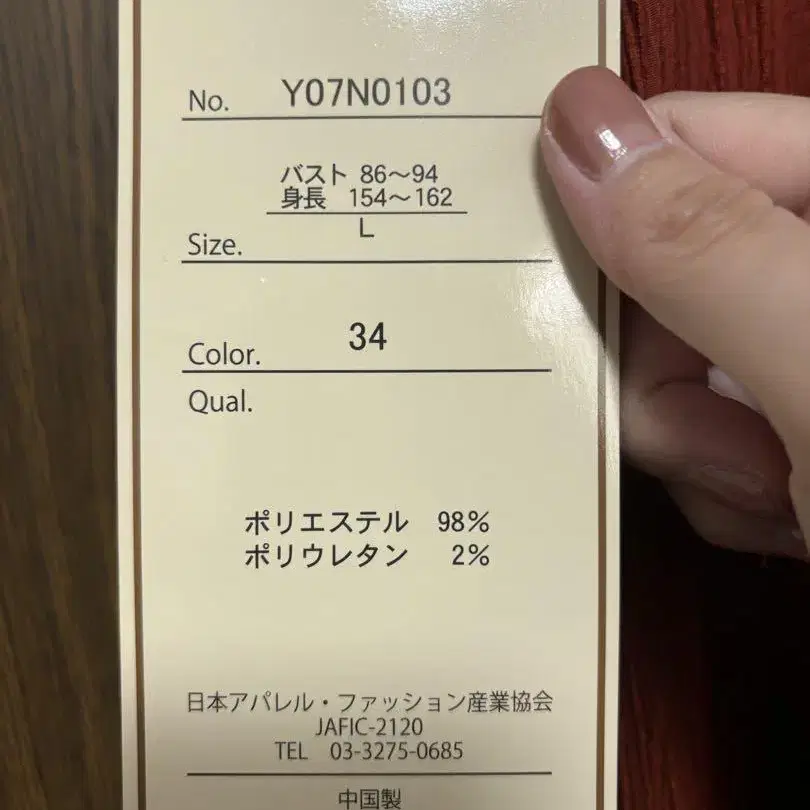 No. Y07N0103
バスト 86～94
身長 154～162
L
Size.
34
Color.
Qual.
ポリエステル 98%
ポリウレタン 2%
日本アパレル・ファッション産業協会
JAFIC-2120
TEL 03-3275-0685
中国製